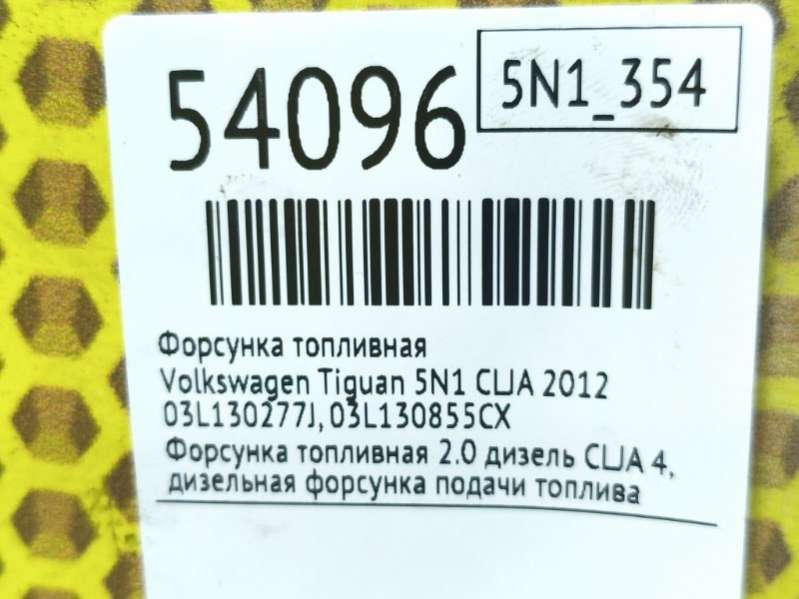 54096
5N1_354
Форсунка топливная
Volkswagen Tiguan 5N1 CLJA 2012
03L130277J, 03L130855CX
Форсунка топливная 2.0 дизель CLJA 4,
дизельная форсунка подачи топлива